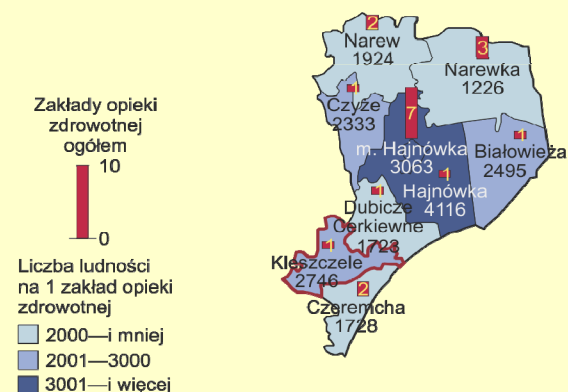 Zakłady opieki
zdrowotnej
ogółem
10
0
Liczba ludności
na 1 zakład opieki
zdrowotnej
2000—i mniej
2001—3000
3001—i więcej
2
Narew
1924
3
Narewka
1226
1
Czyże
2333
7
m. Hajnówka
3063
1
Hajnówka
4116
1
Białowieża
2495
1
Dubicze
Cerkiewne
1723
1
Kleszczele
2746
2
Czeremcha
1728